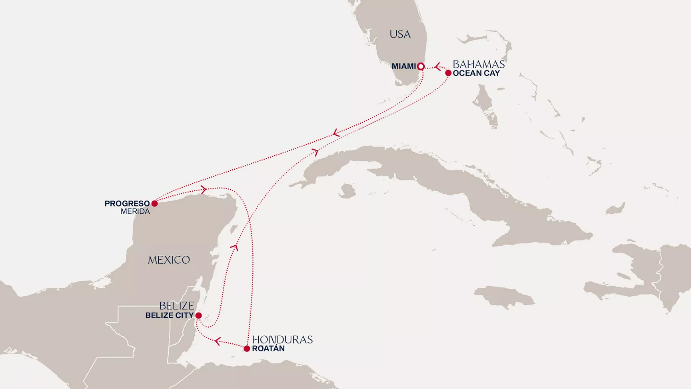 USA
MIAMI
BAHAMAS
OCEAN CAY
PROGRESO
MERIDA
MEXICO
BELIZE
BELIZE CITY
HONDURAS
ROATÁN